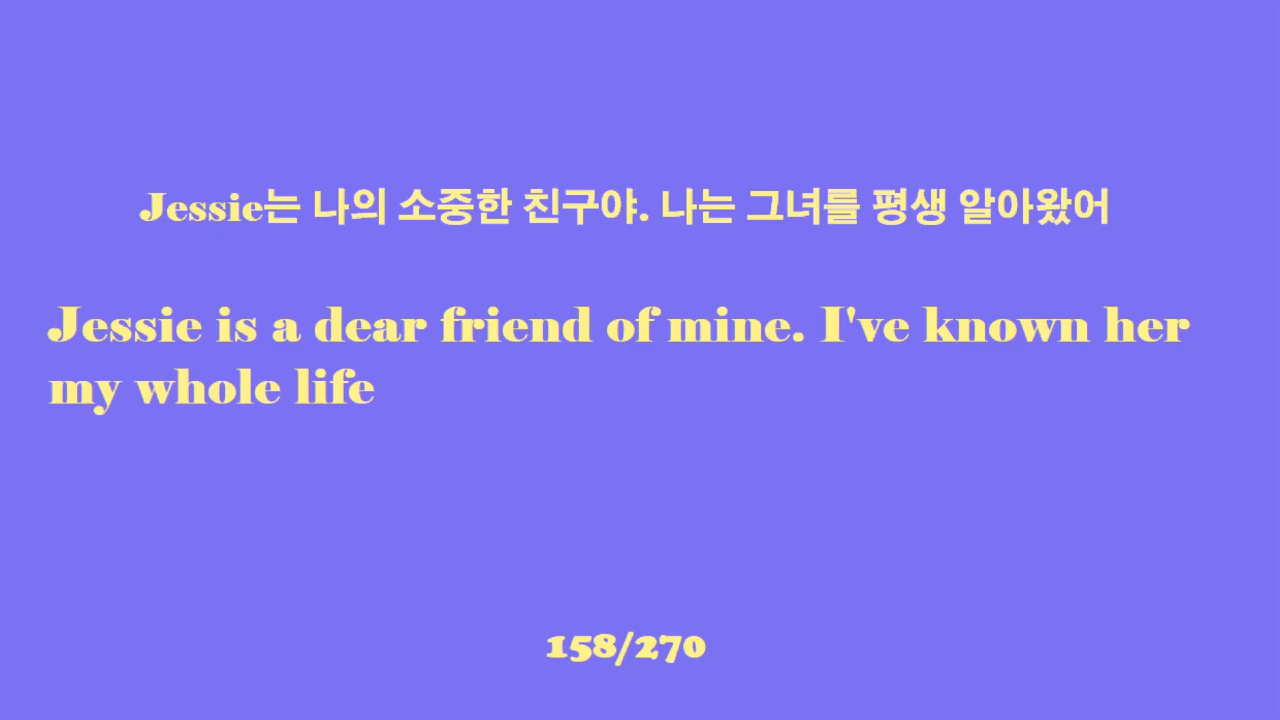 Jessie는 나의 소중한 친구야. 나는 그녀를 평생 알아왔어
Jessie is a dear friend of mine. I've known her
my whole life
158/270